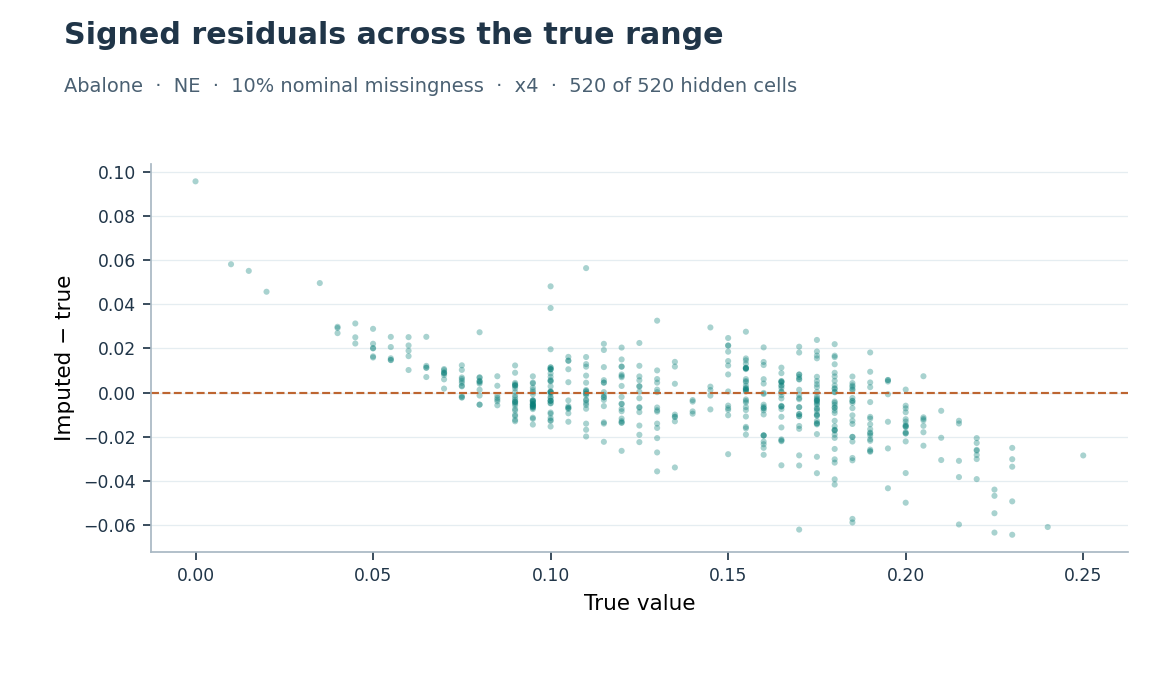 Signed residuals across the true range
Abalone · NE · 10% nominal missingness · x4 · 520 of 520 hidden cells
0.10
0.08
0.06
0.04
0.02
0.00
−0.02
−0.04
−0.06
Imputed − true
0.00 0.05 0.10 0.15 0.20 0.25
True value